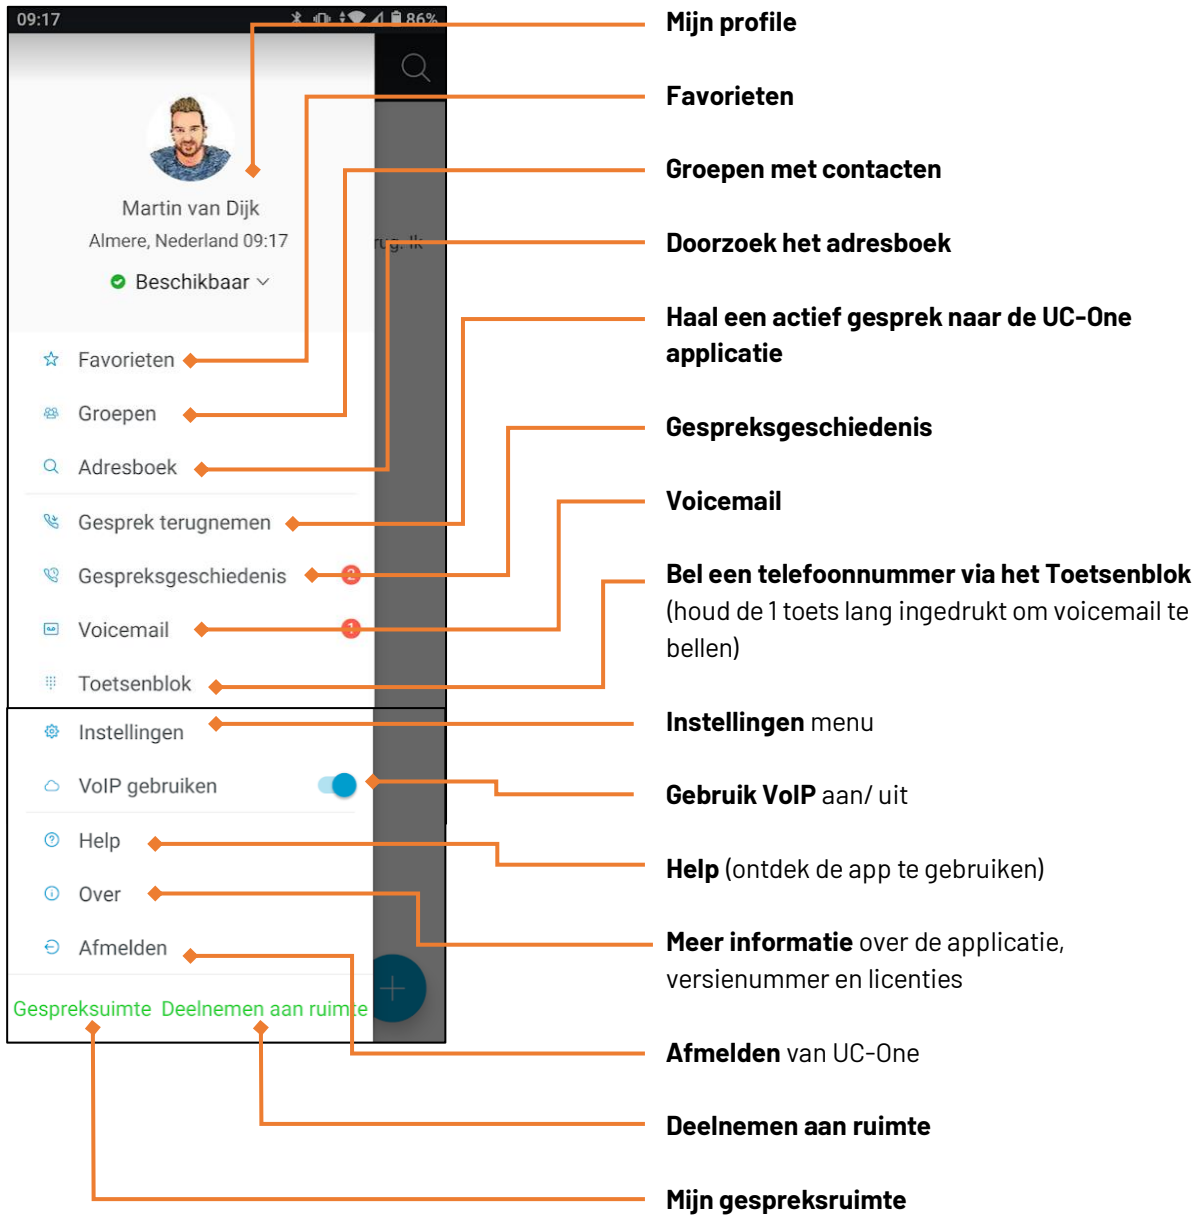 09:17
86%
Martin van Dijk
Almere, Nederland 09:17
rug. Ik
Beschikbaar
Favorieten
Groepen
Adresboek
Gesprek terugnemen
Gespreksgeschiedenis
2
Voicemail
1
Toetsenblok
Instellingen
VoIP gebruiken
Help
Over
Afmelden
Gespreksuimte Deelnemen aan ruimte
Mijn profile
Favorieten
Groepen met contacten
Doorzoek het adresboek
Haal een actief gesprek naar de UC-One
applicatie
Gespreksgeschiedenis
Voicemail
Bel een telefoonnummer via het Toetsenblok
(houd de 1 toets lang ingedrukt om voicemail te
bellen)
Instellingen menu
Gebruik VoIP aan/ uit
Help (ontdek de app te gebruiken)
Meer informatie over de applicatie,
versienummer en licenties
Afmelden van UC-One
Deelnemen aan ruimte
Mijn gespreksruimte